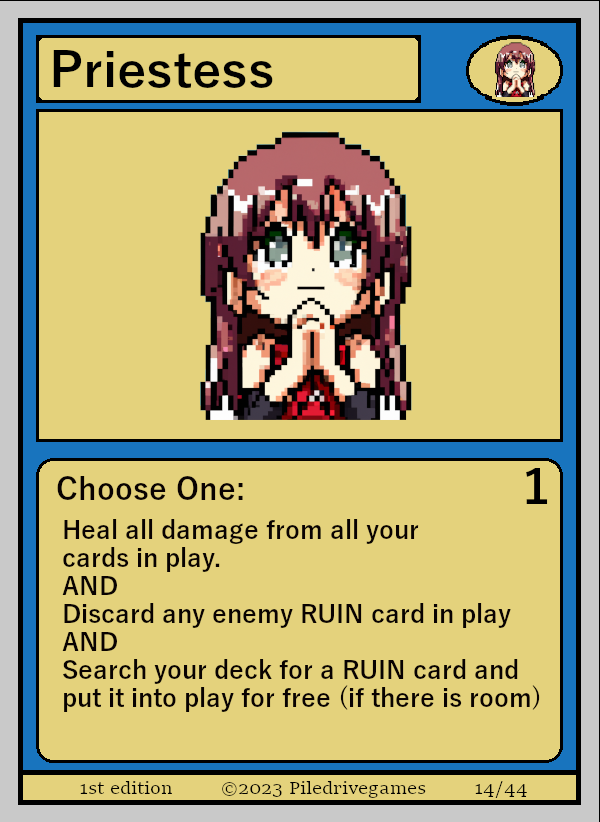 Priestess
Choose One:
1
Heal all damage from all your
cards in play.
AND
Discard any enemy RUIN card in play
AND
Search your deck for a RUIN card and
put it into play for free (if there is room)
1st edition ©2023 Piledrivegames 14/44